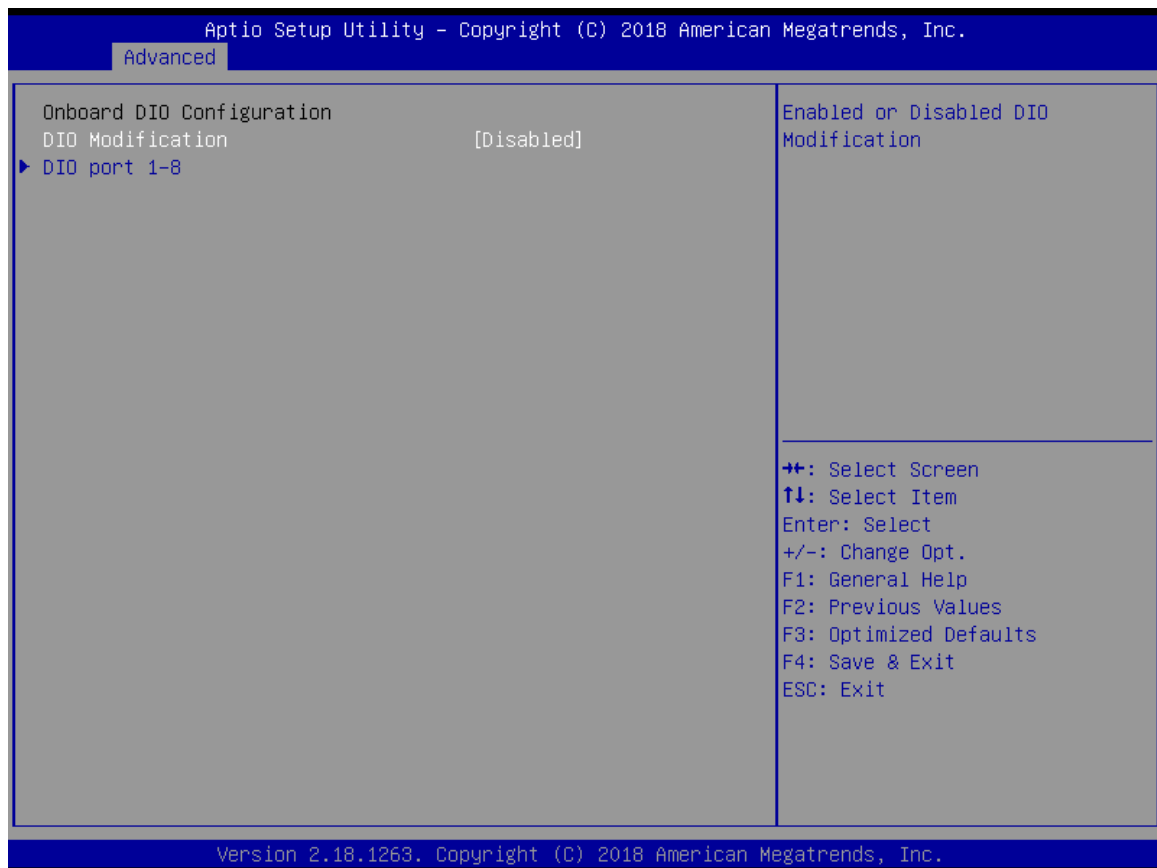 Aptio Setup Utility – Copyright (C) 2018 American Megatrends, Inc.
Advanced
Onboard DIO Configuration
DIO Modification [Disabled]
▶ DIO port 1-8
Enabled or Disabled DIO
Modification
→←: Select Screen
↑↓: Select Item
Enter: Select
+/-: Change Opt.
F1: General Help
F2: Previous Values
F3: Optimized Defaults
F4: Save & Exit
ESC: Exit
Version 2.18.1263. Copyright (C) 2018 American Megatrends, Inc.